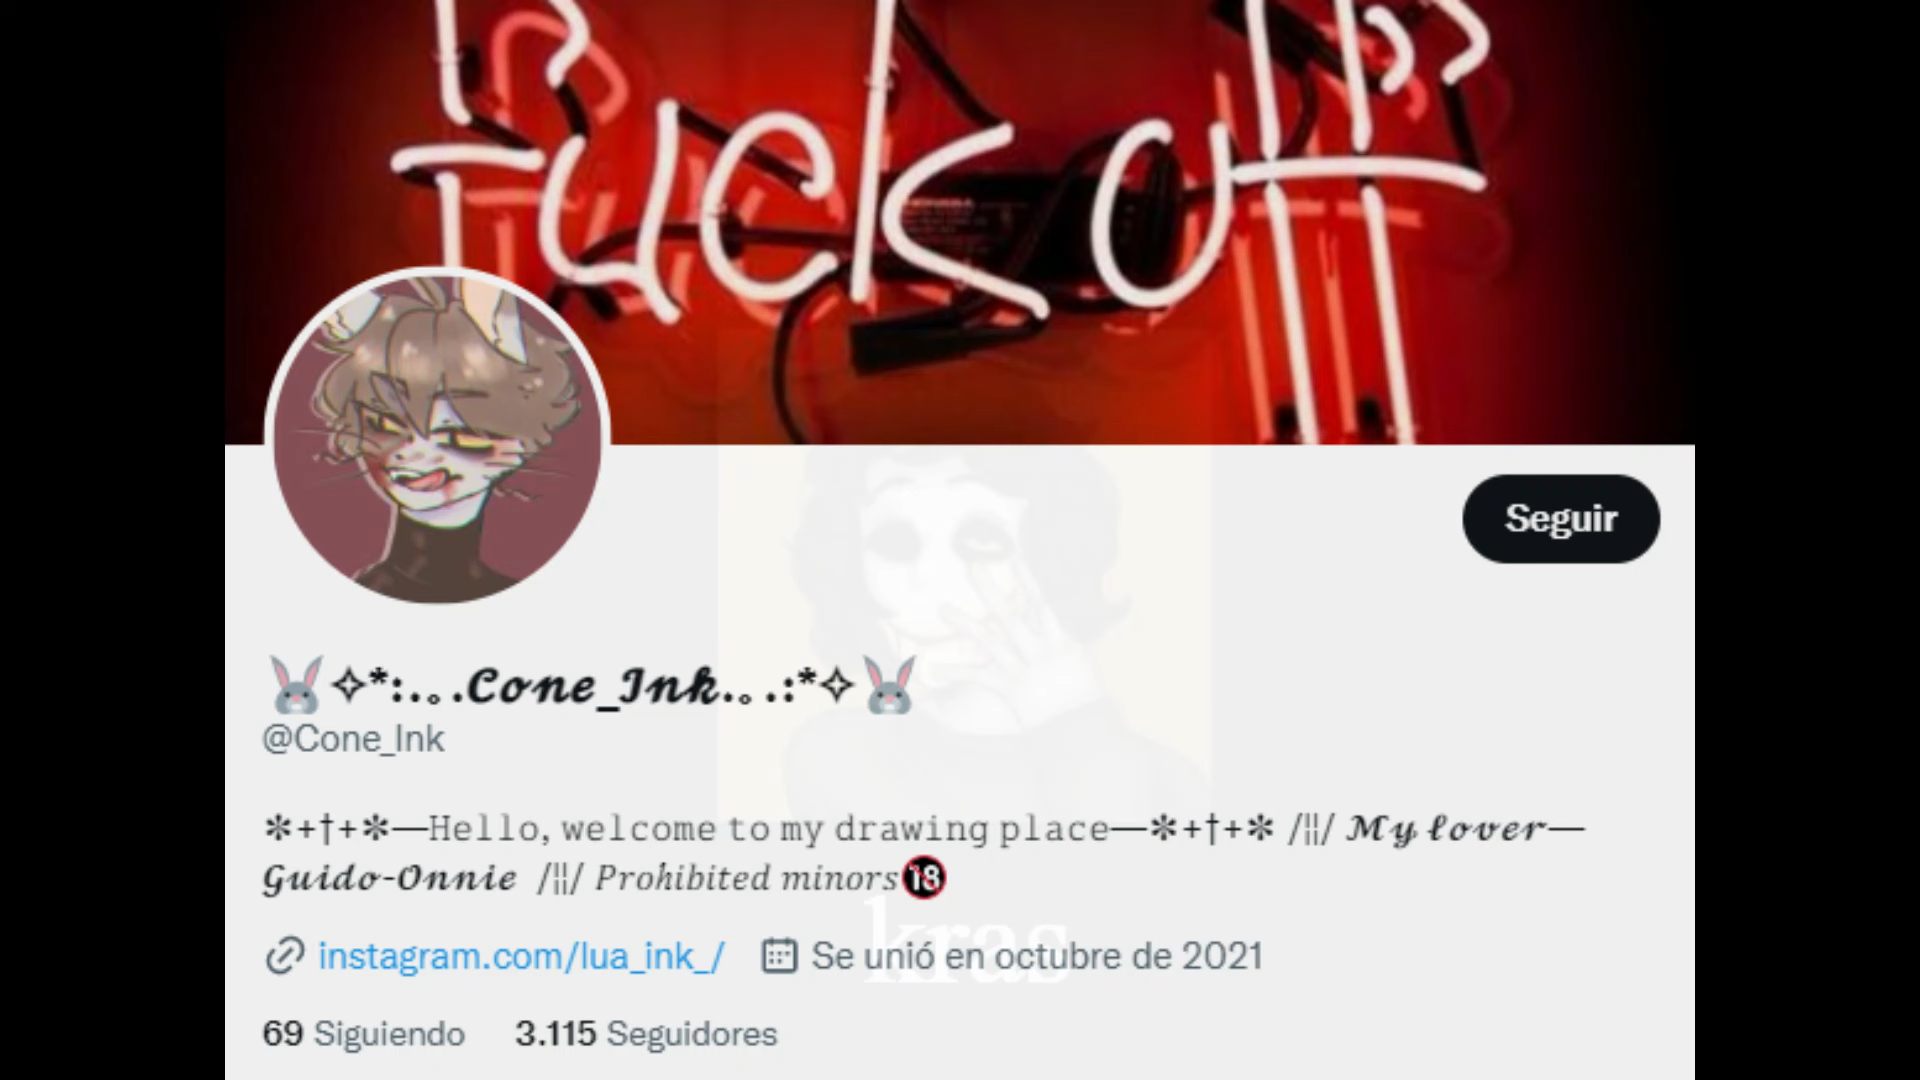 Fuck off
Seguir
🐰✧*:.｡.𝓒𝓸𝓷𝓮_𝓘𝓷𝓴.｡.:*✧🐰
@Cone_Ink
✼+†+✼—Hello, welcome to my drawing place—✼+†+✼ /¦¦/ 𝓜𝔂 𝓵𝓸𝓿𝓮𝓻—
𝓖𝓾𝓲𝓭𝓸-𝓞𝓷𝓷𝓲𝓮 /¦¦/ 𝘗𝘳𝘰𝘩𝘪𝘣𝘪𝘵𝘦𝘥 𝘮𝘪𝘯𝘰𝘳𝘴🔞
kras
instagram.com/lua_ink_/ Se unió en octubre de 2021
69 Siguiendo 3.115 Seguidores